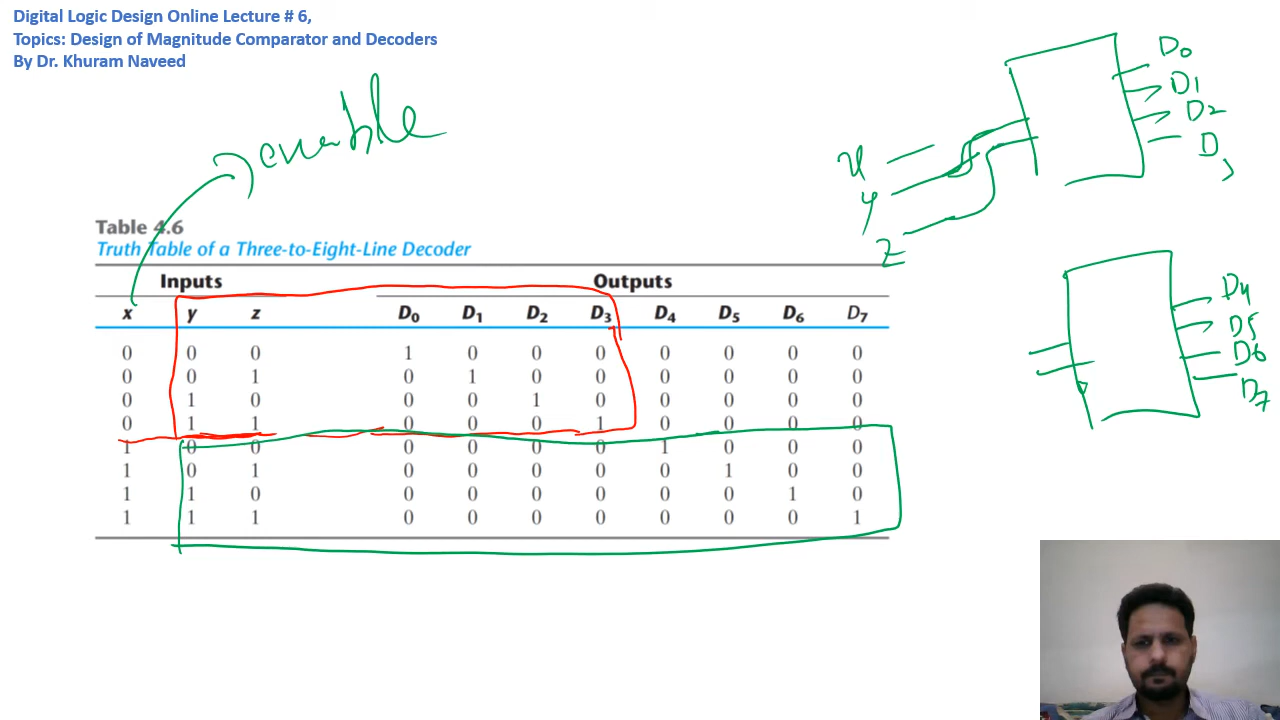 Digital Logic Design Online Lecture # 6,
Topics: Design of Magnitude Comparator and Decoders
By Dr. Khuram Naveed
enable
Table 4.6
Truth Table of a Three-to-Eight-Line Decoder
Inputs Outputs
x y z D0 D1 D2 D3 D4 D5 D6 D7
0 0 0 1 0 0 0 0 0 0 0
0 0 1 0 1 0 0 0 0 0 0
0 1 0 0 0 1 0 0 0 0 0
0 1 1 0 0 0 1 0 0 0 0
1 0 0 0 0 0 0 1 0 0 0
1 0 1 0 0 0 0 0 1 0 0
1 1 0 0 0 0 0 0 0 1 0
1 1 1 0 0 0 0 0 0 0 1
D0
D1
D2
D3
x
y
z
D4
D5
D6
D7